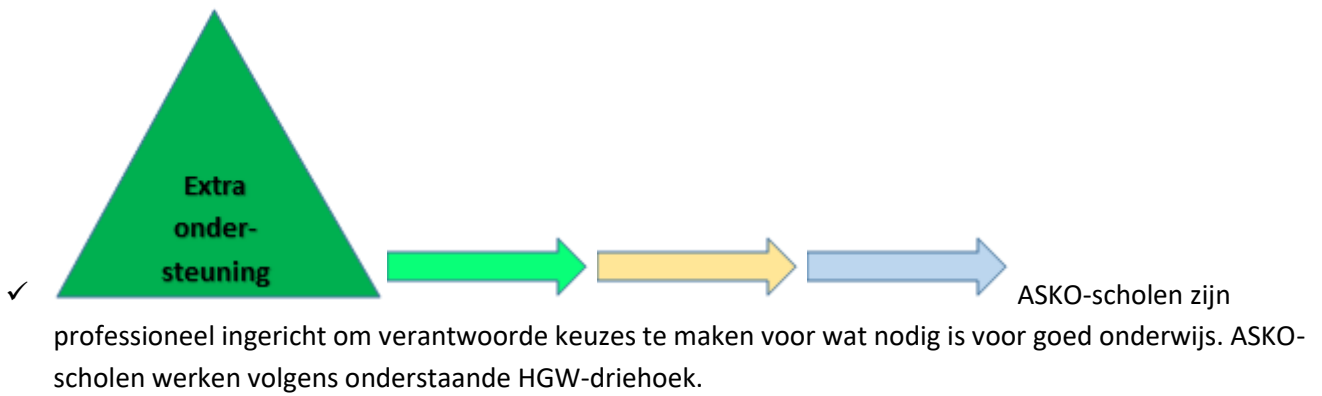 Extra
onder-
steuning
✓ ASKO-scholen zijn
professioneel ingericht om verantwoorde keuzes te maken voor wat nodig is voor goed onderwijs. ASKO-
scholen werken volgens onderstaande HGW-driehoek.